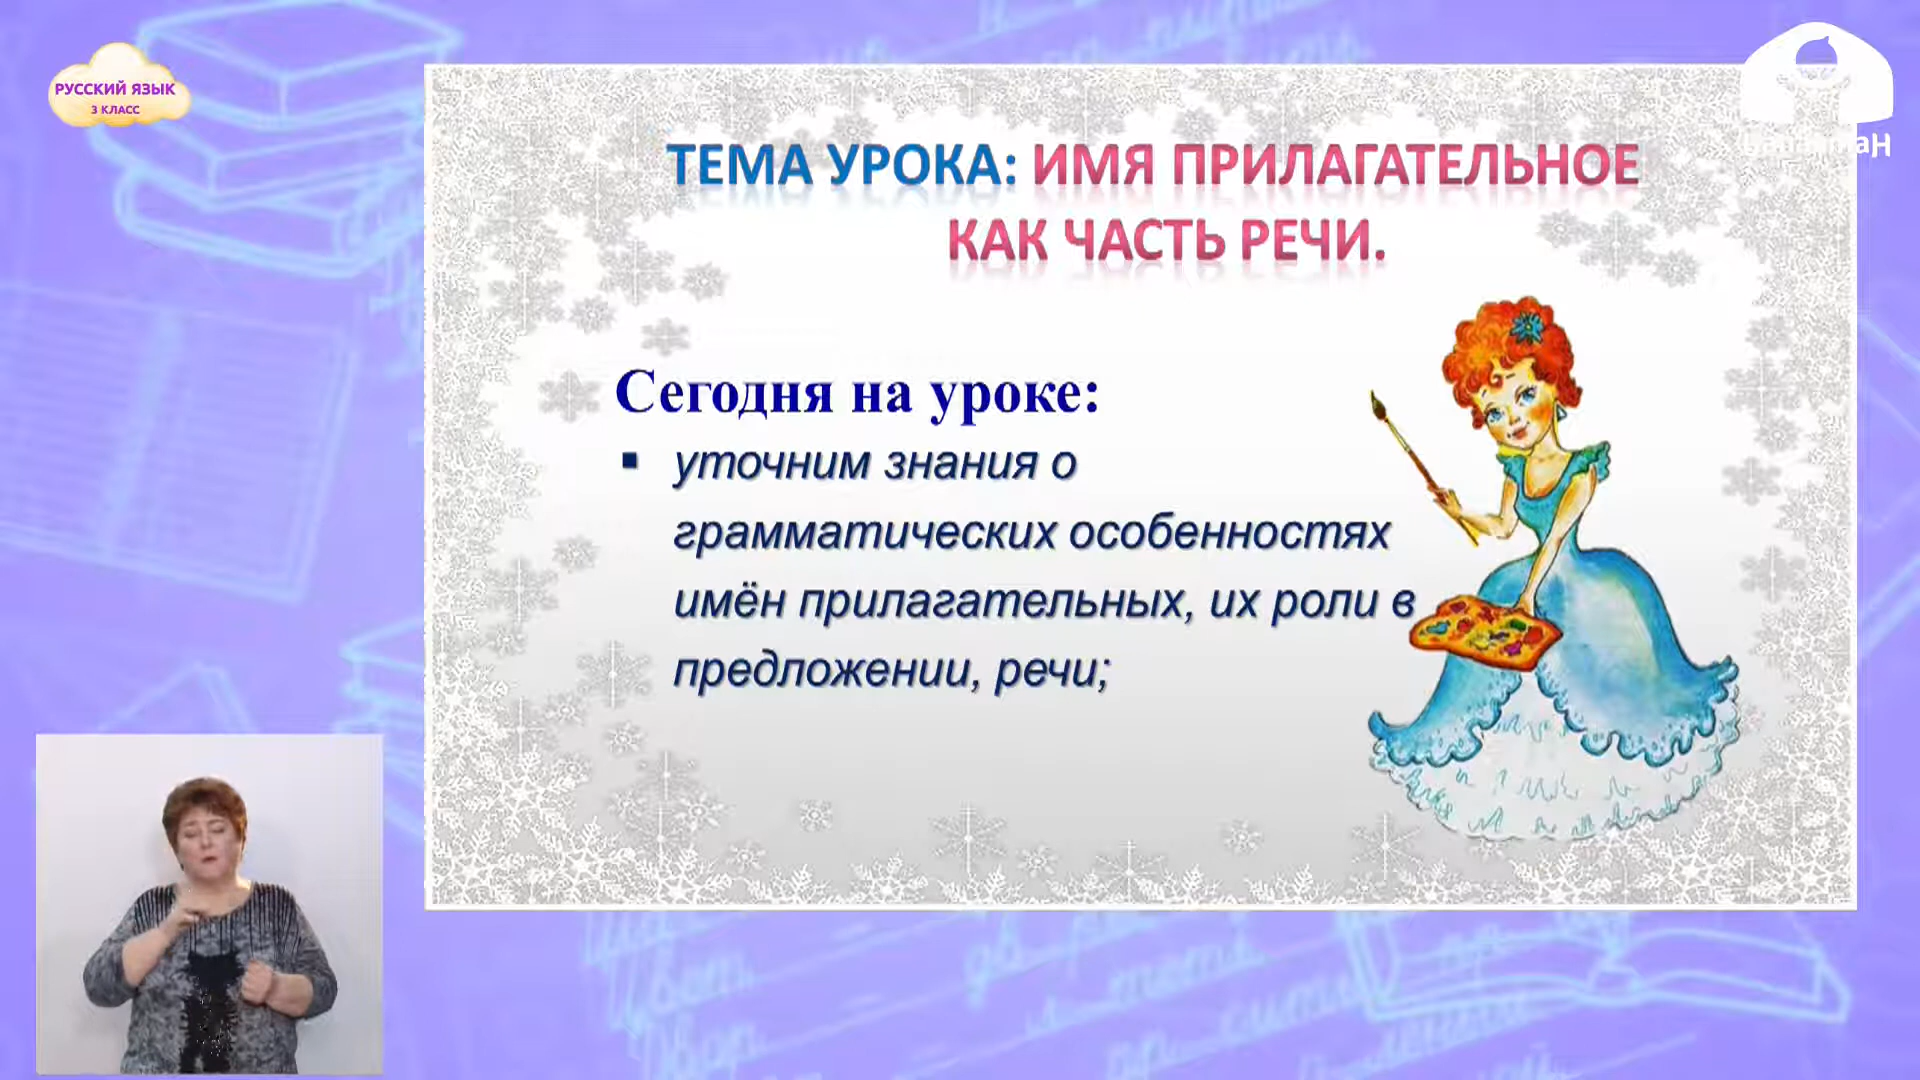 РУССКИЙ ЯЗЫК
3 КЛАСС
ТЕМА УРОКА: ИМЯ ПРИЛАГАТЕЛЬНОЕ
КАК ЧАСТЬ РЕЧИ.
Сегодня на уроке:
▪ уточним знания о
грамматических особенностях
имён прилагательных, их роли в
предложении, речи;